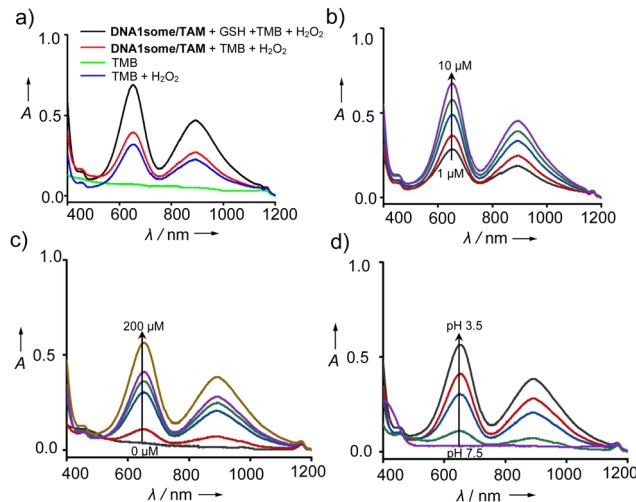 a)
DNA1some/TAM + GSH +TMB + H₂O₂
DNA1some/TAM + TMB + H₂O₂
TMB
TMB + H₂O₂
A
0.5
0.0
400 600 800 1000 1200
λ / nm
b)
1.0
10 µM
A
0.5
1 µM
0.0
400 600 800 1000 1200
λ / nm
c)
1.0
200 µM
A
0.5
0 µM
0.0
400 600 800 1000 1200
λ / nm
d)
1.0
pH 3.5
A
0.5
pH 7.5
0.0
400 600 800 1000 1200
λ / nm